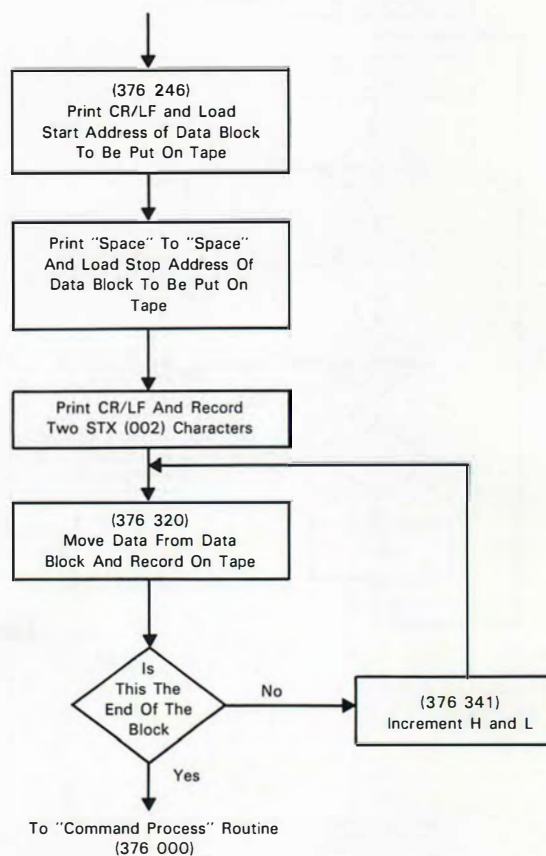 (376 246)
Print CR/LF and Load
Start Address of Data Block
To Be Put On Tape
Print "Space" To "Space"
And Load Stop Address Of
Data Block To Be Put On
Tape
Print CR/LF And Record
Two STX (002) Characters
(376 320)
Move Data From Data
Block And Record On Tape
Is
This The
End Of The
Block
No
(376 341)
Increment H and L
Yes
To "Command Process" Routine
(376 000)